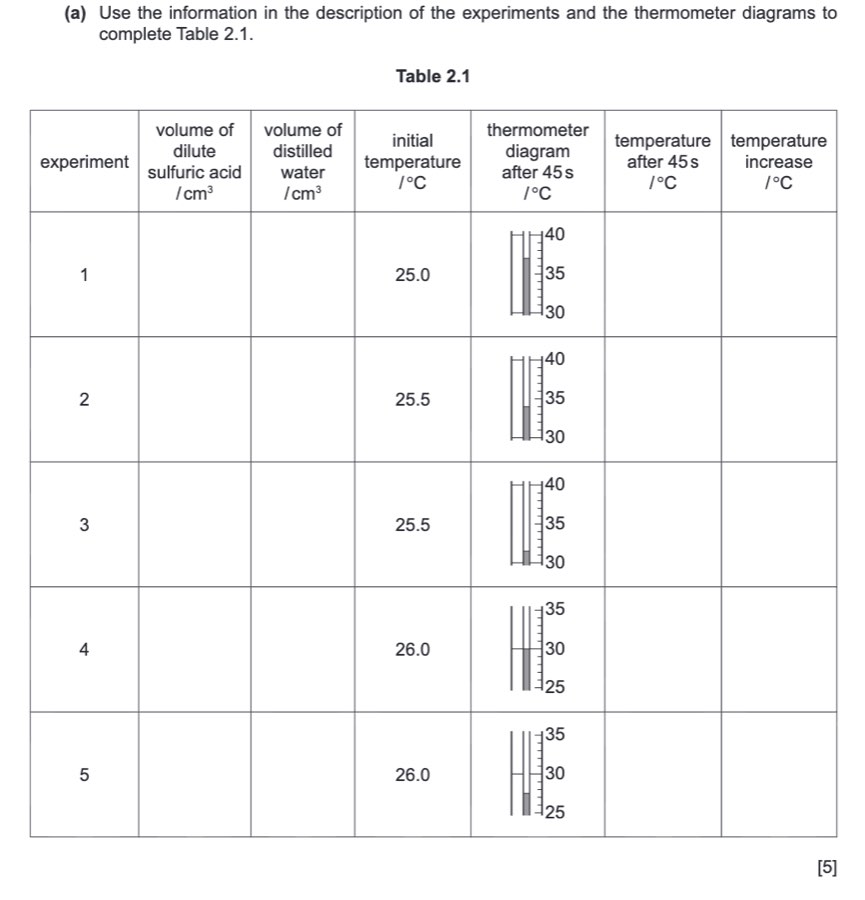 (a) Use the information in the description of the experiments and the thermometer diagrams to
complete Table 2.1.
Table 2.1
experiment
volume of
dilute
sulfuric acid
/cm³
volume of
distilled
water
/cm³
initial
temperature
/°C
thermometer
diagram
after 45 s
/°C
temperature
after 45 s
/°C
temperature
increase
/°C
1
25.0
40
35
30
2
25.5
40
35
30
3
25.5
40
35
30
4
26.0
35
30
25
5
26.0
35
30
25
[5]